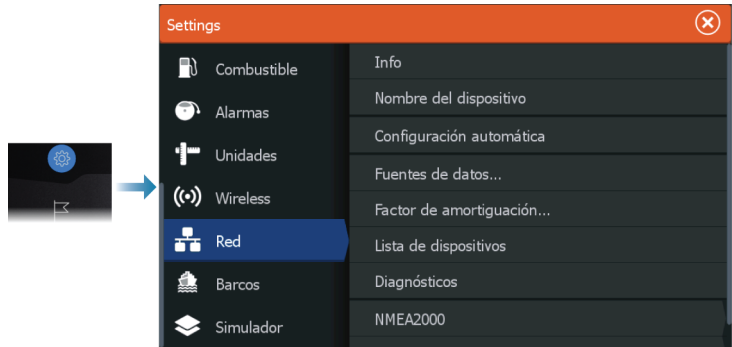 Settings
Combustible
Alarmas
Unidades
Wireless
Red
Barcos
Simulador
Info
Nombre del dispositivo
Configuración automática
Fuentes de datos...
Factor de amortiguación...
Lista de dispositivos
Diagnósticos
NMEA2000